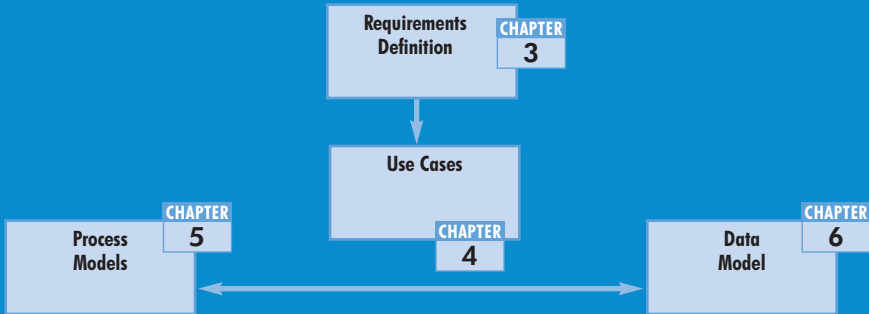 Requirements
Definition
CHAPTER
3
Use Cases
CHAPTER
4
Process
Models
CHAPTER
5
Data
Model
CHAPTER
6